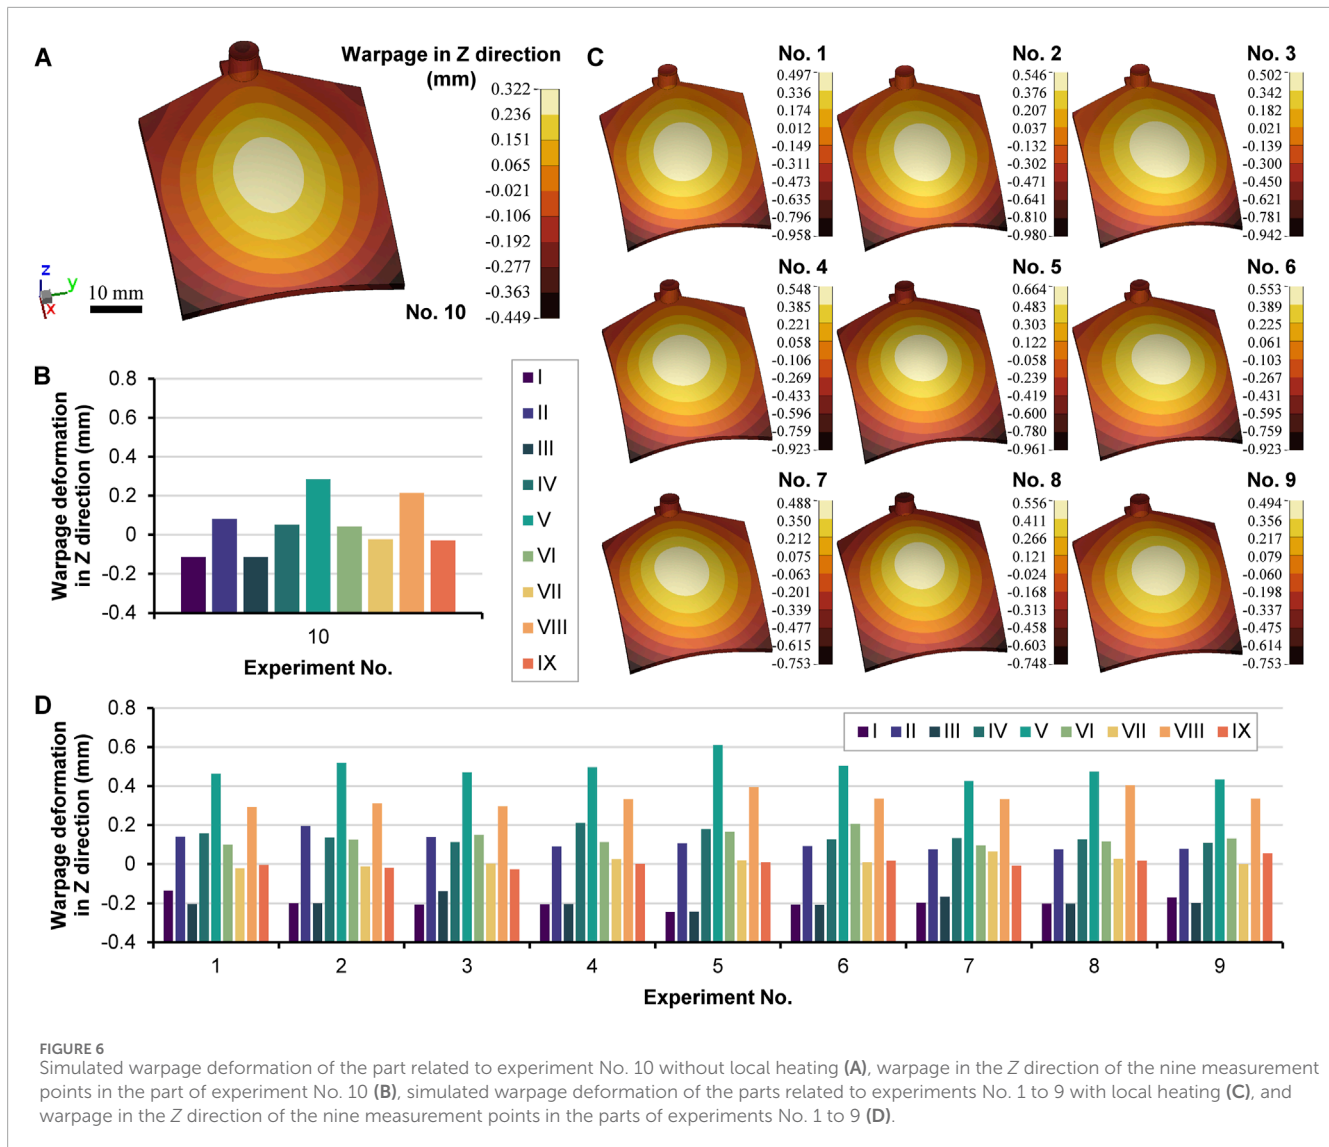 A
Warpage in Z direction
(mm)
0.322
0.236
0.151
0.065
-0.021
-0.106
-0.192
-0.277
-0.363
-0.449
z
y
x
10 mm
No. 10
B
Warpage deformation
in Z direction (mm)
0.8
0.6
0.4
0.2
0
-0.2
-0.4
10
Experiment No.
I
II
III
IV
V
VI
VII
VIII
IX
C
No. 1
0.497
0.336
0.174
0.012
-0.149
-0.311
-0.473
-0.635
-0.796
-0.958
No. 2
0.546
0.376
0.207
0.037
-0.132
-0.302
-0.471
-0.641
-0.810
-0.980
No. 3
0.502
0.342
0.182
0.021
-0.139
-0.300
-0.450
-0.621
-0.781
-0.942
No. 4
0.548
0.385
0.221
0.058
-0.106
-0.269
-0.433
-0.596
-0.759
-0.923
No. 5
0.664
0.483
0.303
0.122
-0.058
-0.239
-0.419
-0.600
-0.780
-0.961
No. 6
0.553
0.389
0.225
0.061
-0.103
-0.267
-0.431
-0.595
-0.759
-0.923
No. 7
0.488
0.350
0.212
0.075
-0.063
-0.201
-0.339
-0.477
-0.615
-0.753
No. 8
0.556
0.411
0.266
0.121
-0.024
-0.168
-0.313
-0.458
-0.603
-0.748
No. 9
0.494
0.356
0.217
0.079
-0.060
-0.198
-0.337
-0.475
-0.614
-0.753
D
Warpage deformation
in Z direction (mm)
0.8
0.6
0.4
0.2
0
-0.2
-0.4
I II III IV V VI VII VIII IX
1 2 3 4 5 6 7 8 9
Experiment No.
FIGURE 6
Simulated warpage deformation of the part related to experiment No. 10 without local heating (A), warpage in the Z direction of the nine measurement
points in the part of experiment No. 10 (B), simulated warpage deformation of the parts related to experiments No. 1 to 9 with local heating (C), and
warpage in the Z direction of the nine measurement points in the parts of experiments No. 1 to 9 (D).